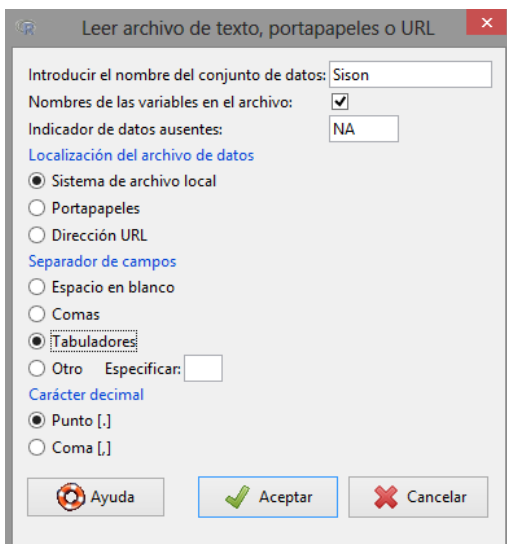 Leer archivo de texto, portapapeles o URL
Introducir el nombre del conjunto de datos: Sison
Nombres de las variables en el archivo:
Indicador de datos ausentes: NA
Localización del archivo de datos
Sistema de archivo local
Portapapeles
Dirección URL
Separador de campos
Espacio en blanco
Comas
Tabuladores
Otro Especificar:
Carácter decimal
Punto [.]
Coma [,]
Ayuda Aceptar Cancelar